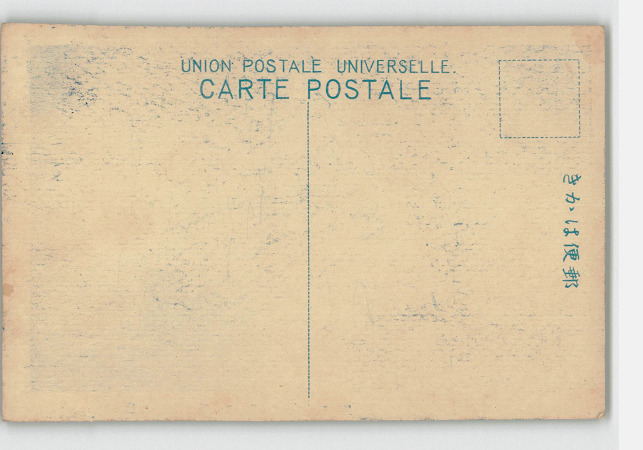 UNION POSTALE UNIVERSELLE.
CARTE POSTALE
きかは便郵